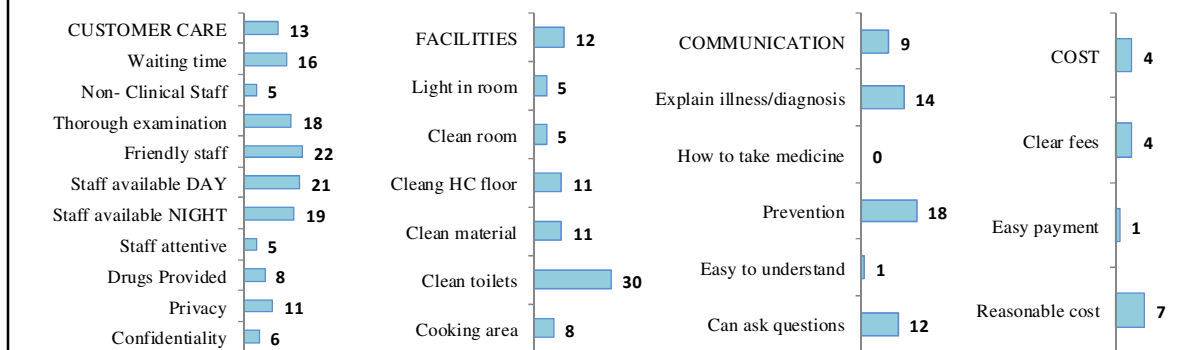 CUSTOMER CARE 13
Waiting time 16
Non- Clinical Staff 5
Thorough examination 18
Friendly staff 22
Staff available DAY 21
Staff available NIGHT 19
Staff attentive 5
Drugs Provided 8
Privacy 11
Confidentiality 6
FACILITIES 12
Light in room 5
Clean room 5
Cleang HC floor 11
Clean material 11
Clean toilets 30
Cooking area 8
COMMUNICATION 9
Explain illness/diagnosis 14
How to take medicine 0
Prevention 18
Easy to understand 1
Can ask questions 12
COST 4
Clear fees 4
Easy payment 1
Reasonable cost 7